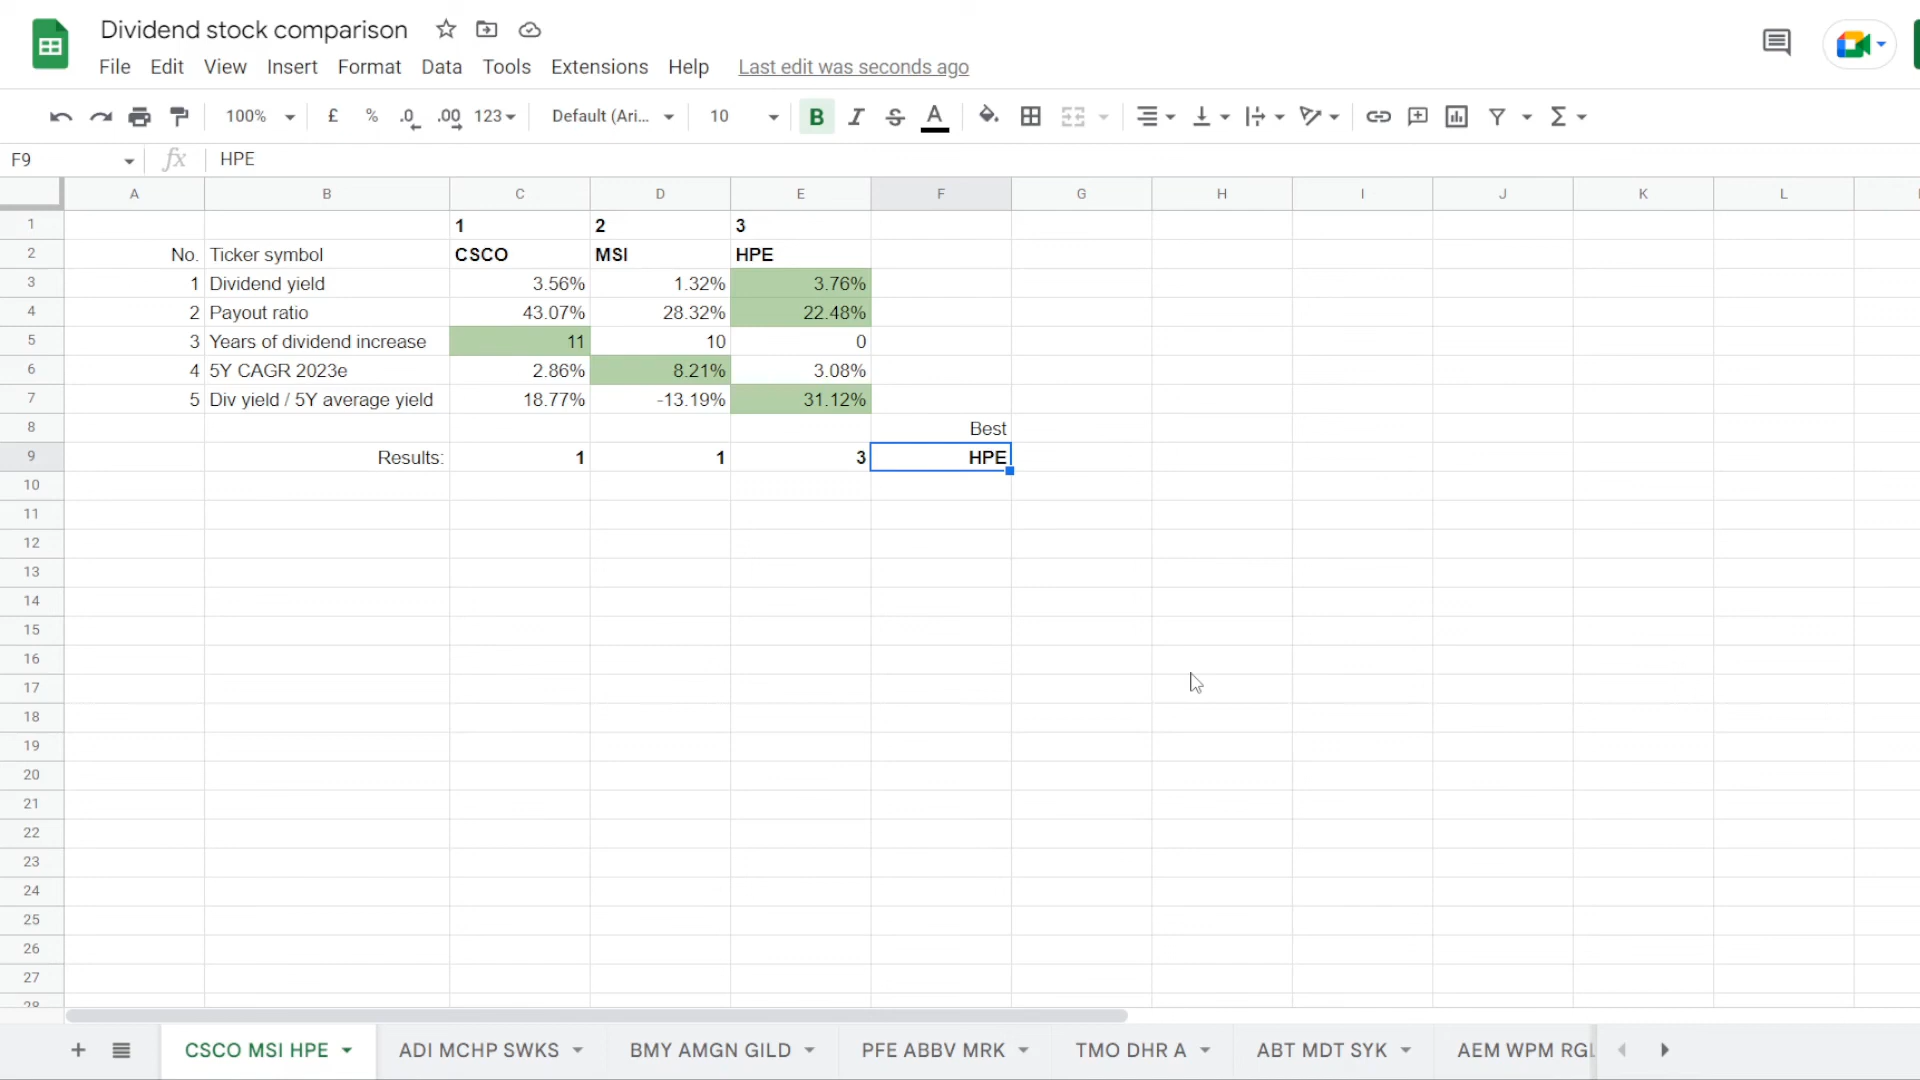 Dividend stock comparison
File Edit View Insert Format Data Tools Extensions Help Last edit was seconds ago
100% £ % .0 .00 123 Default (Ari... 10 B I S A Σ
F9 fx HPE
A B C D E F G H I J K L
1 1 2 3
2 No. Ticker symbol CSCO MSI HPE
3 1 Dividend yield 3.56% 1.32% 3.76%
4 2 Payout ratio 43.07% 28.32% 22.48%
5 3 Years of dividend increase 11 10 0
6 4 5Y CAGR 2023e 2.86% 8.21% 3.08%
7 5 Div yield / 5Y average yield 18.77% -13.19% 31.12%
8 Best
9 Results: 1 1 3 HPE
10
11
12
13
14
15
16
17
18
19
20
21
22
23
24
25
26
27
28
+ CSCO MSI HPE ADI MCHP SWKS BMY AMGN GILD PFE ABBV MRK TMO DHR A ABT MDT SYK AEM WPM RGL